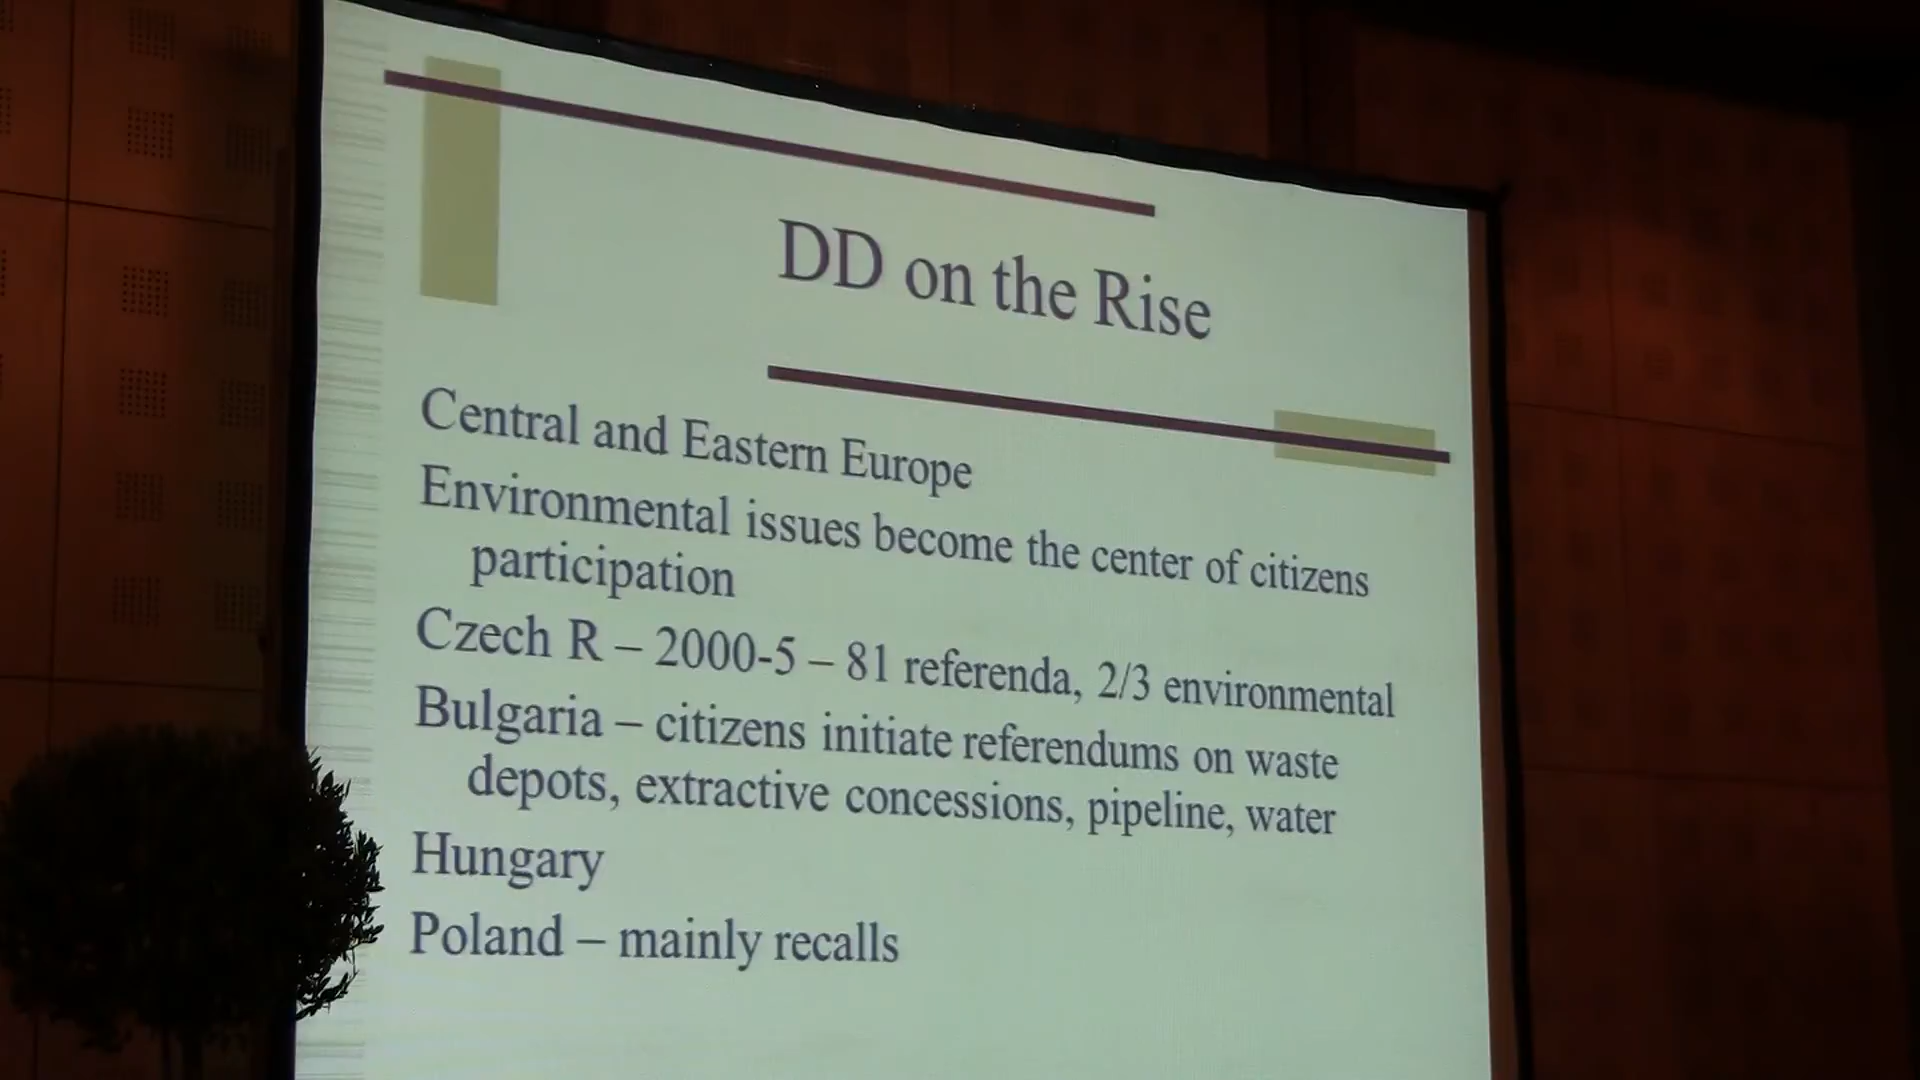 DD on the Rise
Central and Eastern Europe
Environmental issues become the center of citizens
participation
Czech R – 2000-5 – 81 referenda, 2/3 environmental
Bulgaria – citizens initiate referendums on waste
depots, extractive concessions, pipeline, water
Hungary
Poland – mainly recalls